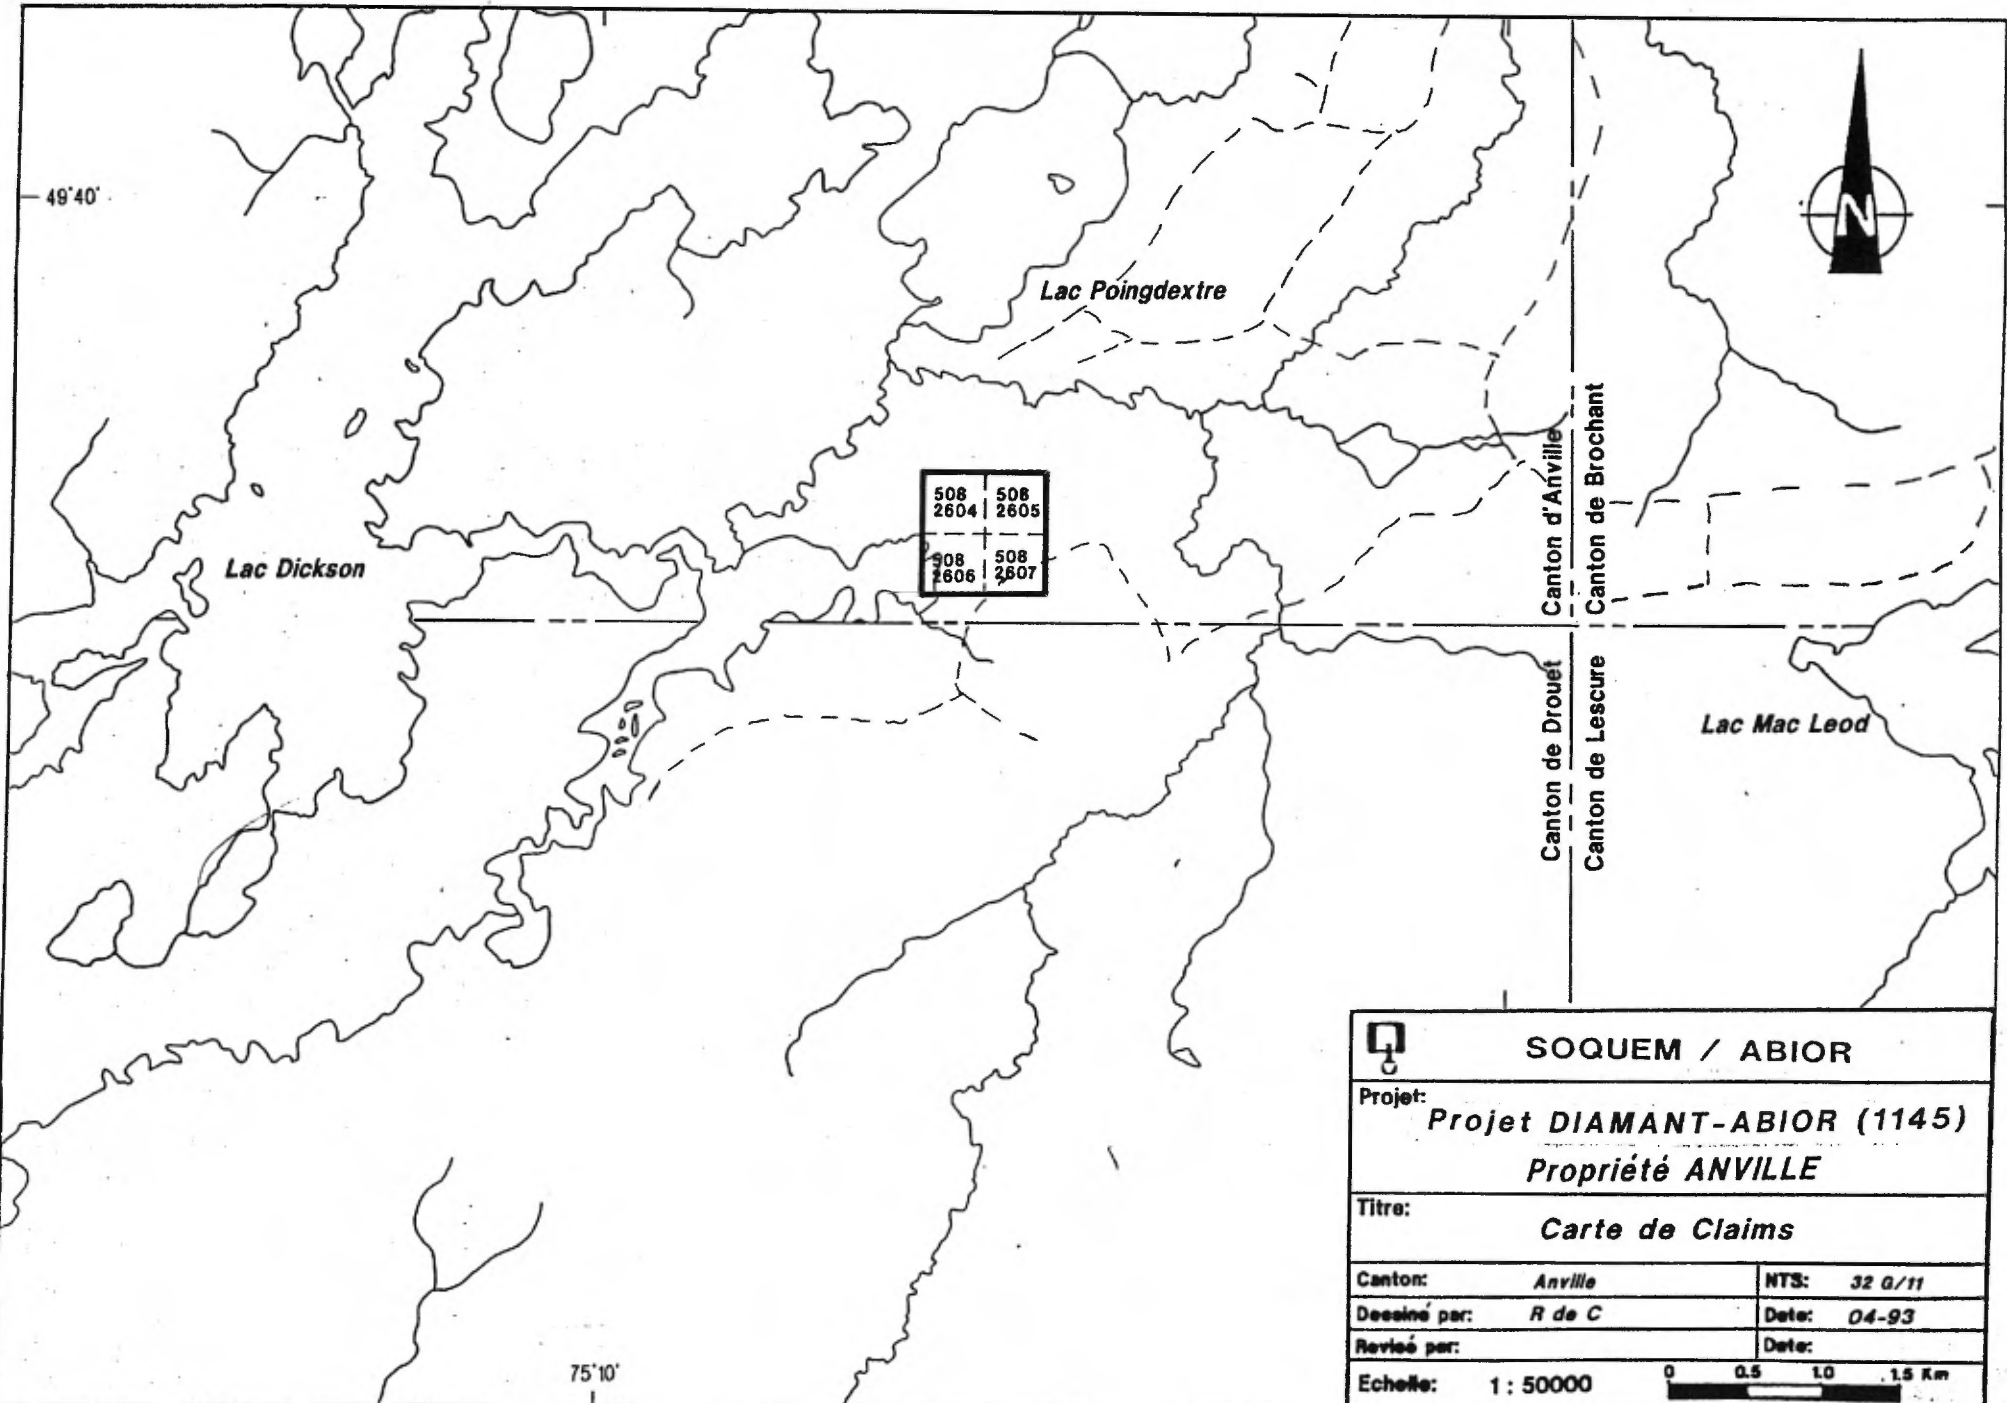 49°40'
Lac Poingdextre
Canton d'Anville
Canton de Brochant
508
2604
508
2605
508
2606
508
2607
Lac Dickson
Canton de Drouet
Canton de Lescure
Lac Mac Leod
75°10'
N
SOQUEM / ABIOR
Projet:
Projet DIAMANT-ABIOR (1145)
Propriété ANVILLE
Titre:
Carte de Claims
Canton: Anville NTS: 32 G/11
Dessiné par: R de C Date: 04-93
Revisé par: Date:
Echelle: 1 : 50000 0 0.5 1.0 1.5 Km